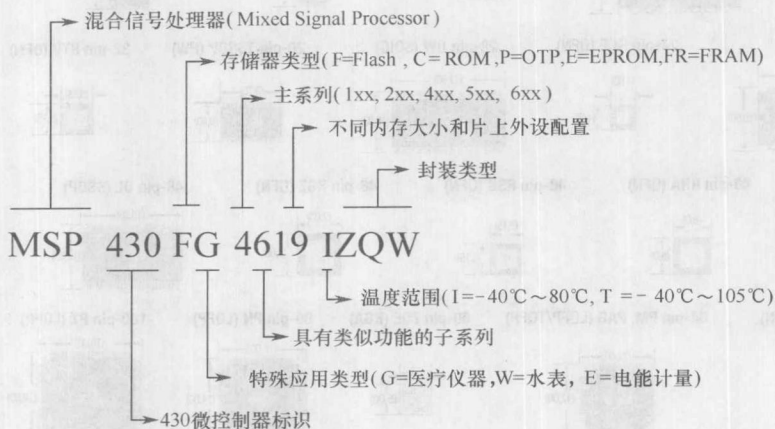 混合信号处理器(Mixed Signal Processor)
存储器类型(F=Flash , C=ROM ,P=OTP,E=EPROM,FR=FRAM)
主系列(1xx, 2xx, 4xx, 5xx, 6xx)
不同内存大小和片上外设配置
封装类型
MSP 430 FG 4619 IZQW
温度范围(I=-40℃~80℃, T =- 40℃~105℃)
具有类似功能的子系列
特殊应用类型(G=医疗仪器,W=水表, E=电能计量)
430微控制器标识